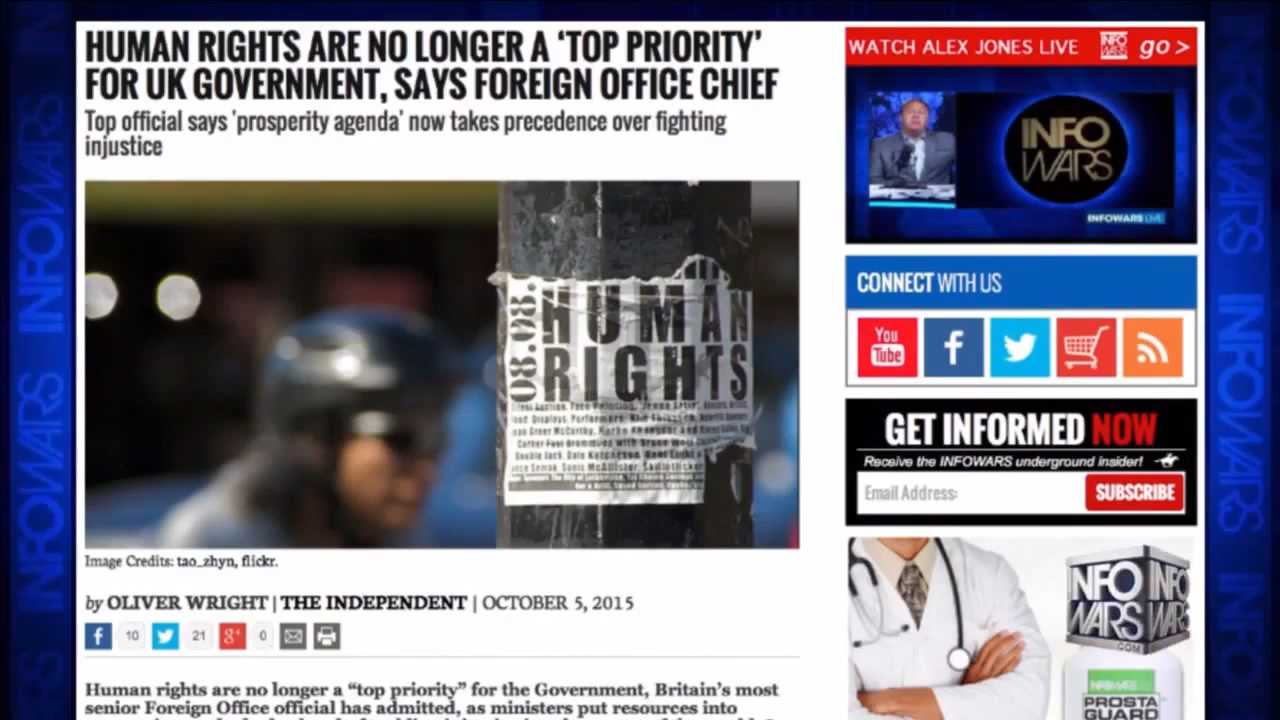 HUMAN RIGHTS ARE NO LONGER A ‘TOP PRIORITY’
FOR UK GOVERNMENT, SAYS FOREIGN OFFICE CHIEF
Top official says 'prosperity agenda' now takes precedence over fighting
injustice
08.08.
HUMAN
RIGHTS
Image Credits: tao_zhyn, flickr.
by OLIVER WRIGHT | THE INDEPENDENT | OCTOBER 5, 2015
10
21
g+
0
Human rights are no longer a “top priority” for the Government, Britain’s most
senior Foreign Office official has admitted, as ministers put resources into
WATCH ALEX JONES LIVE
INFO
WARS
go >
INFO
WARS
INFOWARS LIVE
CONNECT WITH US
You
Tube
GET INFORMED NOW
Receive the INFOWARS underground insider!
Email Address:
SUBSCRIBE
INFO
WARS
.COM
INFO
WARS
INFOWARS
PROSTA
GUARD
INFOWARS
INFOWARS
INFOWARS
INFOWARS